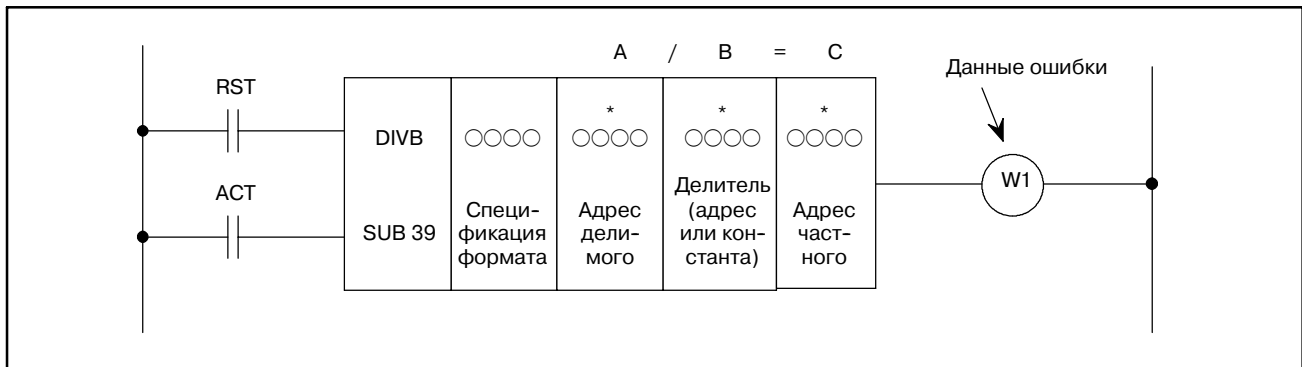 A / B = C
Данные ошибки
RST
* * *
DIVB ○○○○ ○○○○ ○○○○ ○○○○
W1
ACT
SUB 39
Специ-
фикация
формата
Адрес
дели-
мого
Делитель
(адрес
или кон-
станта)
Адрес
част-
ного